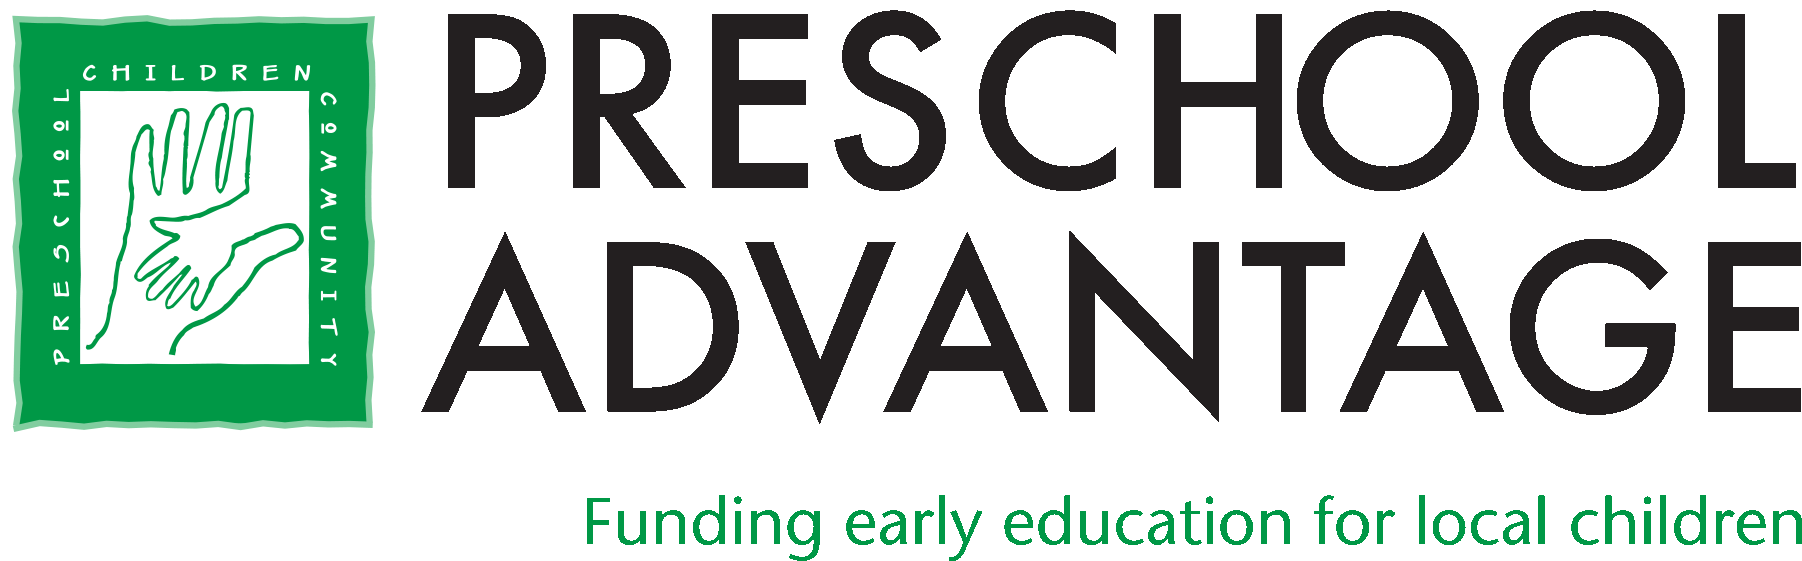 PRESCHOOL
CHILDREN
COMMUNITY
PRESCHOOL
ADVANTAGE
Funding early education for local children